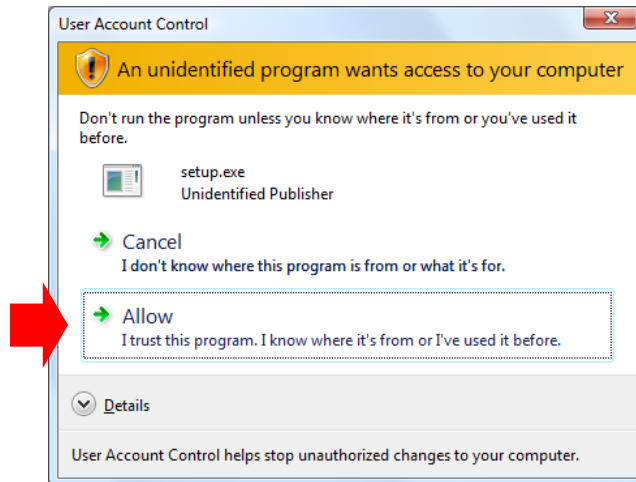 User Account Control
An unidentified program wants access to your computer
Don't run the program unless you know where it's from or you've used it
before.
setup.exe
Unidentified Publisher
Cancel
I don't know where this program is from or what it's for.
Allow
I trust this program. I know where it's from or I've used it before.
Details
User Account Control helps stop unauthorized changes to your computer.